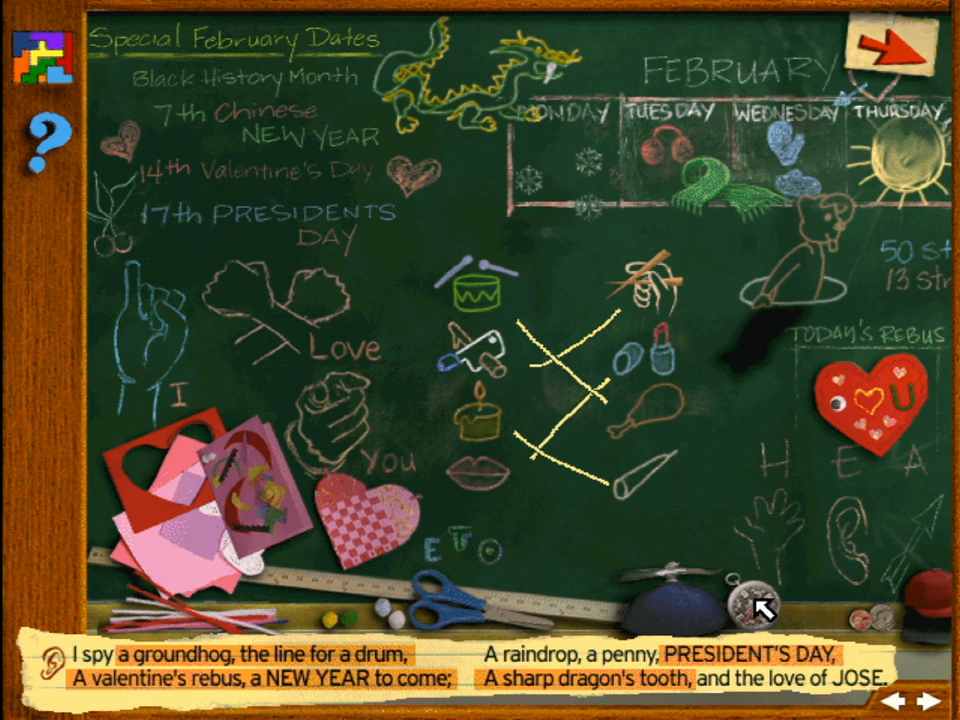 Special February Dates
Black History Month
7th Chinese
NEW YEAR
14th Valentine's Day
17th PRESIDENTS
DAY
FEBRUARY
MONDAY TUESDAY WEDNESDAY THURSDAY
50 St
13 Str
TODAY'S REBUS
I
Love
You
U
H E A
E T O
I spy a groundhog, the line for a drum,
A valentine's rebus, a NEW YEAR to come;
A raindrop, a penny, PRESIDENT'S DAY,
A sharp dragon's tooth, and the love of JOSE.